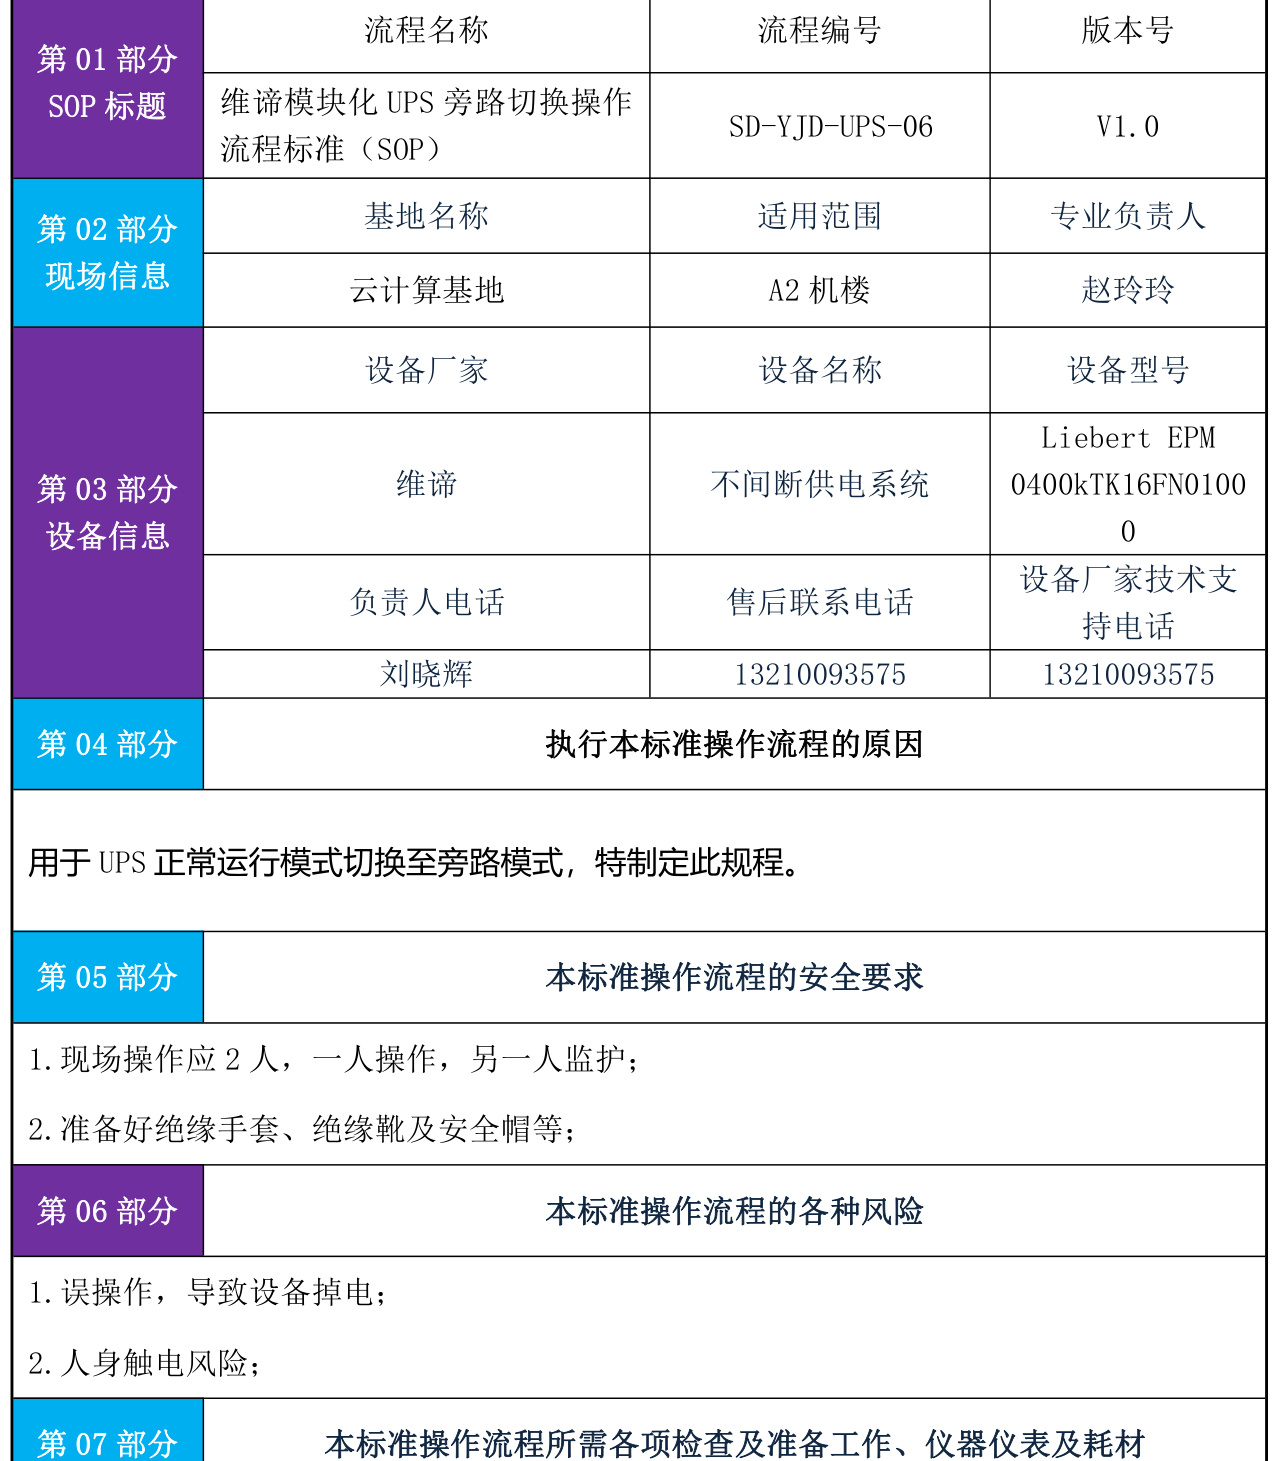 第 01 部分
SOP 标题
流程名称
流程编号
版本号
维谛模块化 UPS 旁路切换操作
流程标准（SOP）
SD-YJD-UPS-06
V1.0
第 02 部分
现场信息
基地名称
适用范围
专业负责人
云计算基地
A2 机楼
赵玲玲
第 03 部分
设备信息
设备厂家
设备名称
设备型号
维谛
不间断供电系统
Liebert EPM
0400kTK16FN0100
0
负责人电话
售后联系电话
设备厂家技术支
持电话
刘晓辉
13210093575
13210093575
第 04 部分
执行本标准操作流程的原因
用于 UPS 正常运行模式切换至旁路模式，特制定此规程。
第 05 部分
本标准操作流程的安全要求
1.现场操作应 2 人，一人操作，另一人监护；
2.准备好绝缘手套、绝缘靴及安全帽等；
第 06 部分
本标准操作流程的各种风险
1.误操作，导致设备掉电；
2.人身触电风险；
第 07 部分
本标准操作流程所需各项检查及准备工作、仪器仪表及耗材